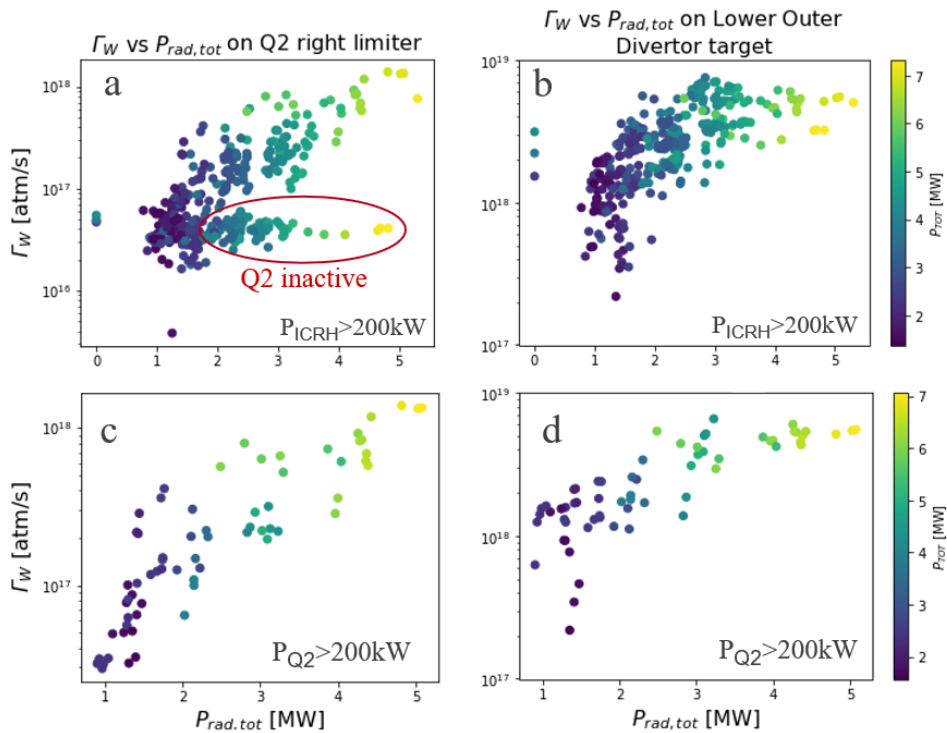 Γ_W vs P_rad,tot on Q2 right limiter
Γ_W vs P_rad,tot on Lower Outer
Divertor target
a
10^18
10^17
10^16
Γ_W [atm/s]
Q2 inactive
P_ICRH>200kW
0 1 2 3 4 5
b
10^19
10^18
10^17
P_ICRH>200kW
0 1 2 3 4 5
7
6
5
4
3
2
P_TOT [MW]
c
10^18
10^17
Γ_W [atm/s]
P_Q2>200kW
1 2 3 4 5
P_rad,tot [MW]
d
10^19
10^18
10^17
P_Q2>200kW
1 2 3 4 5
P_rad,tot [MW]
7
6
5
4
3
2
P_TOT [MW]